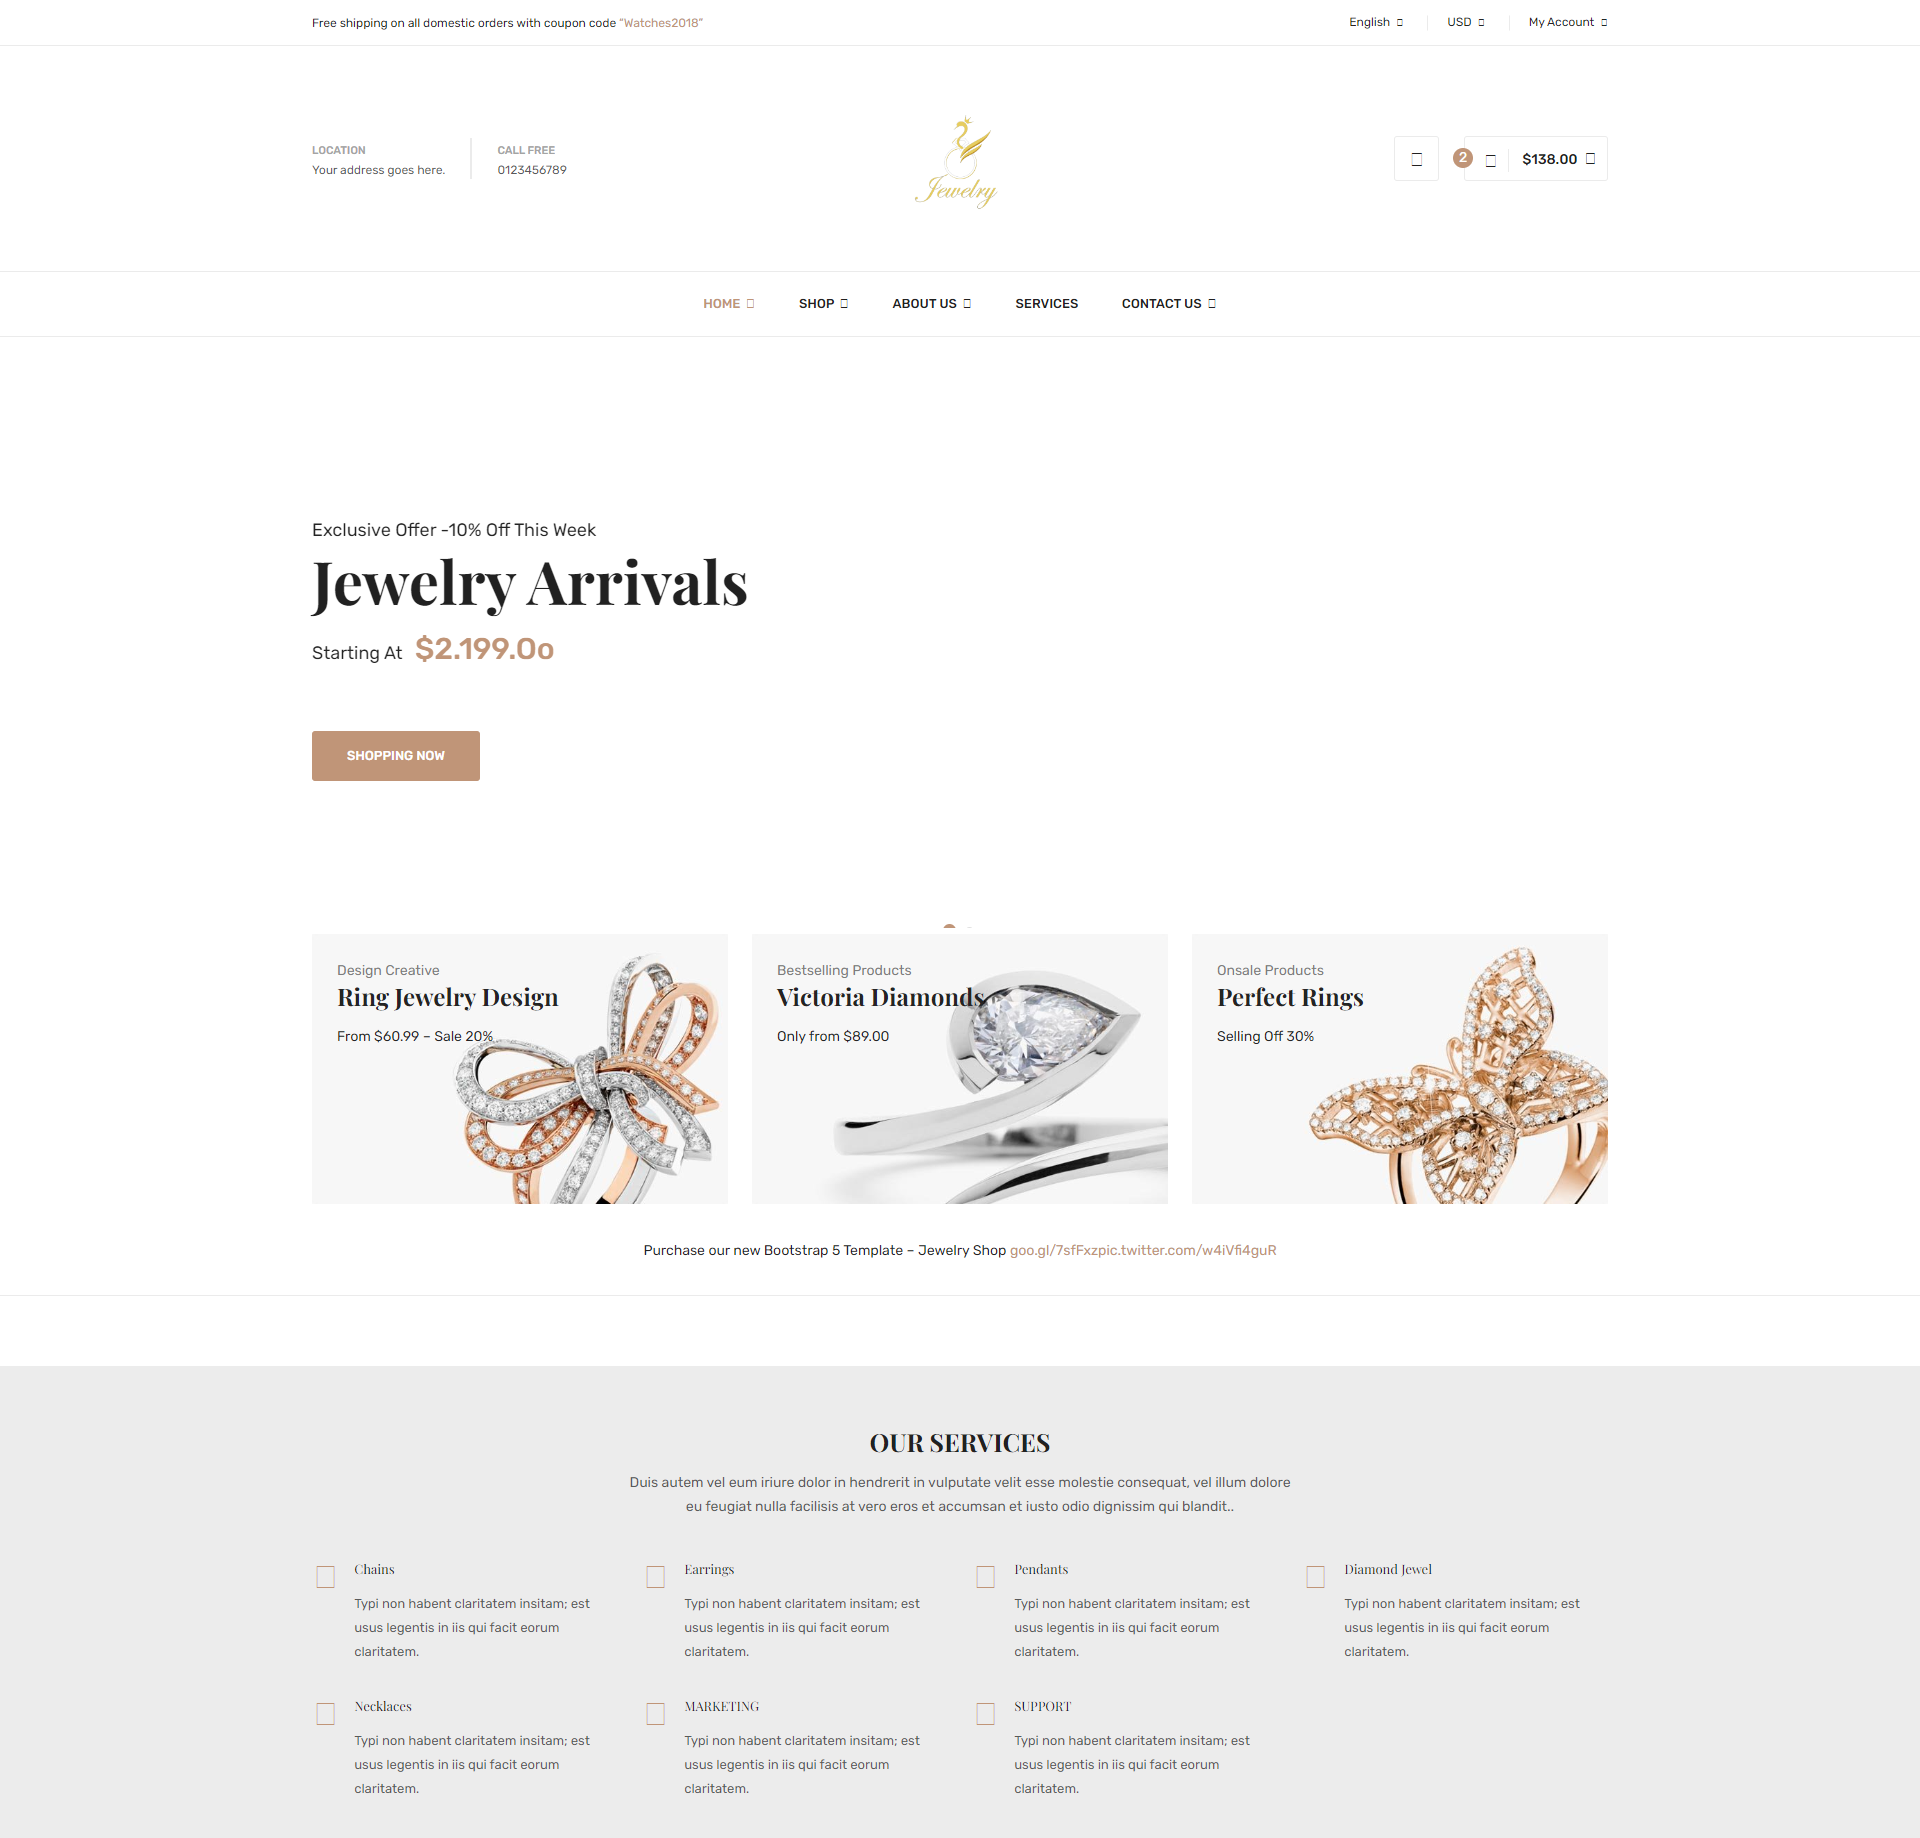 Free shipping on all domestic orders with coupon code “Watches2018”
English
USD
My Account
LOCATION
Your address goes here.
CALL FREE
0123456789
Jewelry
2
$138.00
HOME
SHOP
ABOUT US
SERVICES
CONTACT US
Exclusive Offer -10% Off This Week
Jewelry Arrivals
Starting At $2.199.Oo
SHOPPING NOW
Design Creative
Ring Jewelry Design
From $60.99 – Sale 20%
Bestselling Products
Victoria Diamonds
Only from $89.00
Onsale Products
Perfect Rings
Selling Off 30%
Purchase our new Bootstrap 5 Template – Jewelry Shop goo.gl/7sfFxzpic.twitter.com/w4iVfi4guR
OUR SERVICES
Duis autem vel eum iriure dolor in hendrerit in vulputate velit esse molestie consequat, vel illum dolore
eu feugiat nulla facilisis at vero eros et accumsan et iusto odio dignissim qui blandit..
Chains
Typi non habent claritatem insitam; est
usus legentis in iis qui facit eorum
claritatem.
Earrings
Typi non habent claritatem insitam; est
usus legentis in iis qui facit eorum
claritatem.
Pendants
Typi non habent claritatem insitam; est
usus legentis in iis qui facit eorum
claritatem.
Diamond Jewel
Typi non habent claritatem insitam; est
usus legentis in iis qui facit eorum
claritatem.
Necklaces
Typi non habent claritatem insitam; est
usus legentis in iis qui facit eorum
claritatem.
MARKETING
Typi non habent claritatem insitam; est
usus legentis in iis qui facit eorum
claritatem.
SUPPORT
Typi non habent claritatem insitam; est
usus legentis in iis qui facit eorum
claritatem.